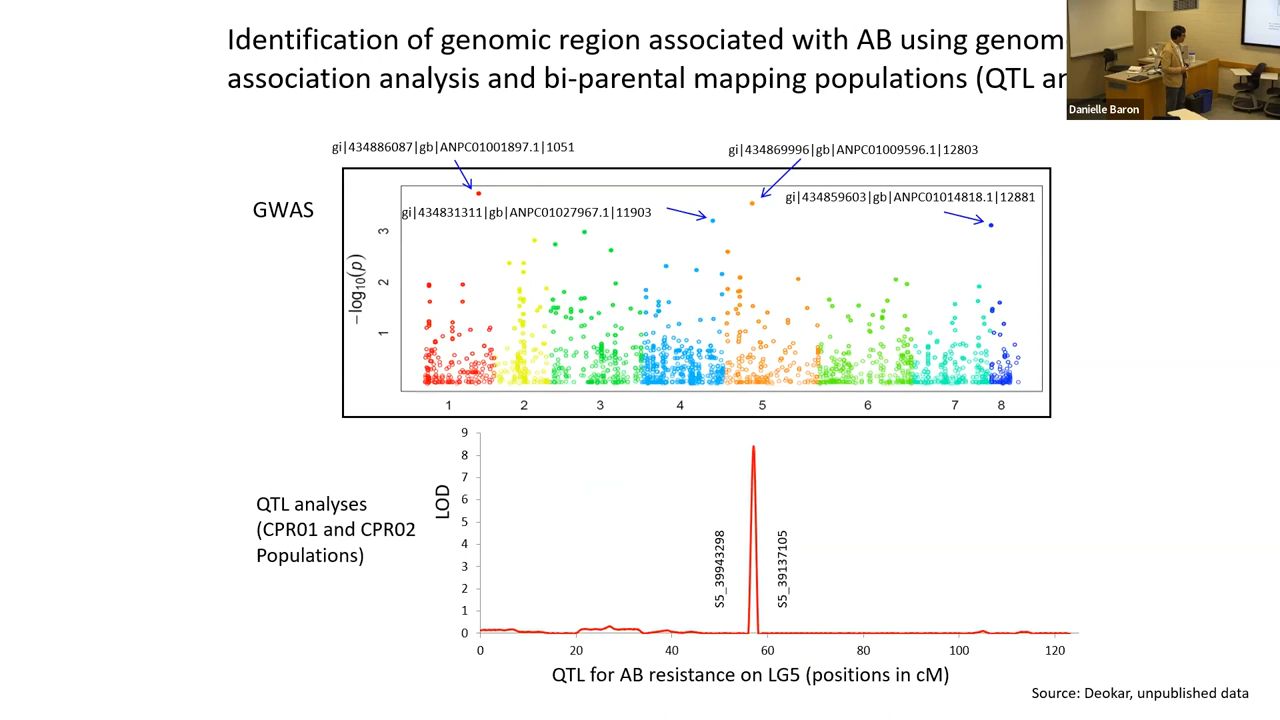 Identification of genomic region associated with AB using genom
association analysis and bi-parental mapping populations (QTL
Danielle Baron
gi|434886087|gb|ANPC01001897.1|1051
gi|434869996|gb|ANPC01009596.1|12803
gi|434859603|gb|ANPC01014818.1|12881
gi|434831311|gb|ANPC01027967.1|11903
GWAS
−log10(p)
3
2
1
1 2 3 4 5 6 7 8
QTL analyses
(CPR01 and CPR02
Populations)
LOD
9
8
7
6
5
4
3
2
1
0
S5_39943298
S5_39137105
0 20 40 60 80 100 120
QTL for AB resistance on LG5 (positions in cM)
Source: Deokar, unpublished data